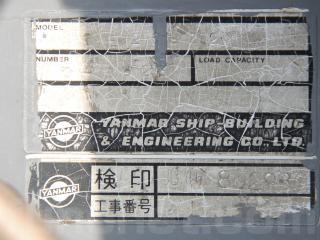 MODEL
NUMBER
LOAD CAPACITY
YANMAR
YANMAR SHIP-BUILDING
& ENGINEERING CO., LTD.
YANMAR
検印
工事番号